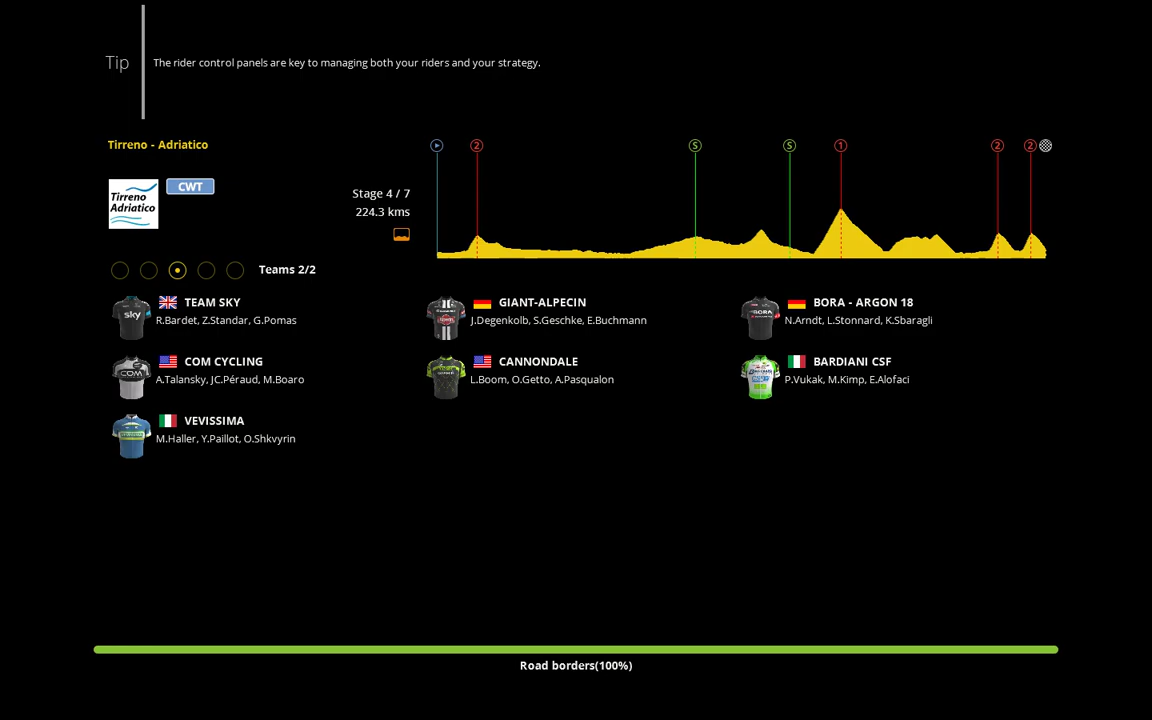 Tip
The rider control panels are key to managing both your riders and your strategy.
Tirreno - Adriatico
2
S
S
1
2
2
Tirreno
Adriatico
CWT
Stage 4 / 7
224.3 kms
Teams 2/2
TEAM SKY
R.Bardet, Z.Standar, G.Pomas
GIANT-ALPECIN
J.Degenkolb, S.Geschke, E.Buchmann
BORA - ARGON 18
N.Arndt, L.Stonnard, K.Sbaragli
sky
BORA
COM CYCLING
A.Talansky, JC.Péraud, M.Boaro
CANNONDALE
L.Boom, O.Getto, A.Pasqualon
BARDIANI CSF
P.Vukak, M.Kimp, E.Alofaci
COM
VEVISSIMA
M.Haller, Y.Paillot, O.Shkvyrin
Road borders(100%)